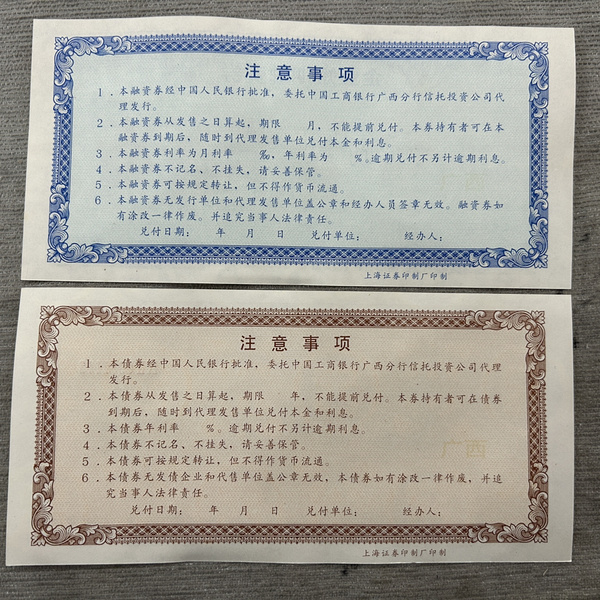 注意事项
1．本融资券经中国人民银行批准，委托中国工商银行广西分行信托投资公司代
理发行。
2．本融资券从发售之日算起，期限　　月，不能提前兑付。本券持有者可在本
融资券到期后，随时到代理发售单位兑付本金和利息。
3．本融资券利率为月利率　　‰，年利率为　　%。逾期兑付不另计逾期利息。
4．本融资券不记名、不挂失，请妥善保管。
5．本融资券可按规定转让，但不得作货币流通。
6．本融资券无发行单位和代理发售单位盖公章和经办人员签章无效。融资券如
有涂改一律作废。并追究当事人法律责任。
兑付日期：　　年　月　日　　兑付单位：　　　　经办人：
上海证券印制厂印制
注意事项
1．本债券经中国人民银行批准，委托中国工商银行广西分行信托投资公司代理
发行。
2．本债券从发售之日算起，期限　　年，不能提前兑付。本券持有者可在债券
到期后，随时到代理发售单位兑付本金和利息。
3．本债券年利率　　%。逾期兑付不另计逾期利息。
4．本债券不记名、不挂失，请妥善保管。
5．本债券可按规定转让，但不得作货币流通。
6．本债券无发债企业和代售单位盖公章无效，本债券如有涂改一律作废，并追
究当事人法律责任。
兑付日期：　　年　月　日　　兑付单位：　　　　经办人：
广西
上海证券印制厂印制